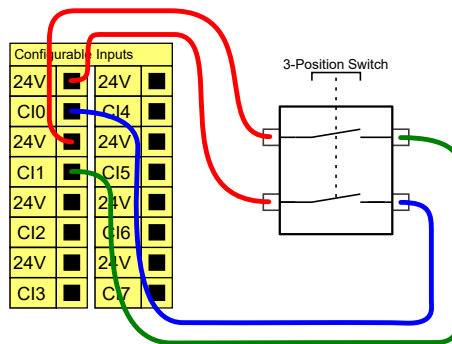 Configurable Inputs
3-Position Switch
24V 24V
CI0 CI4
24V 24V
CI1 CI5
24V 24V
CI2 CI6
24V 24V
CI3 CI7